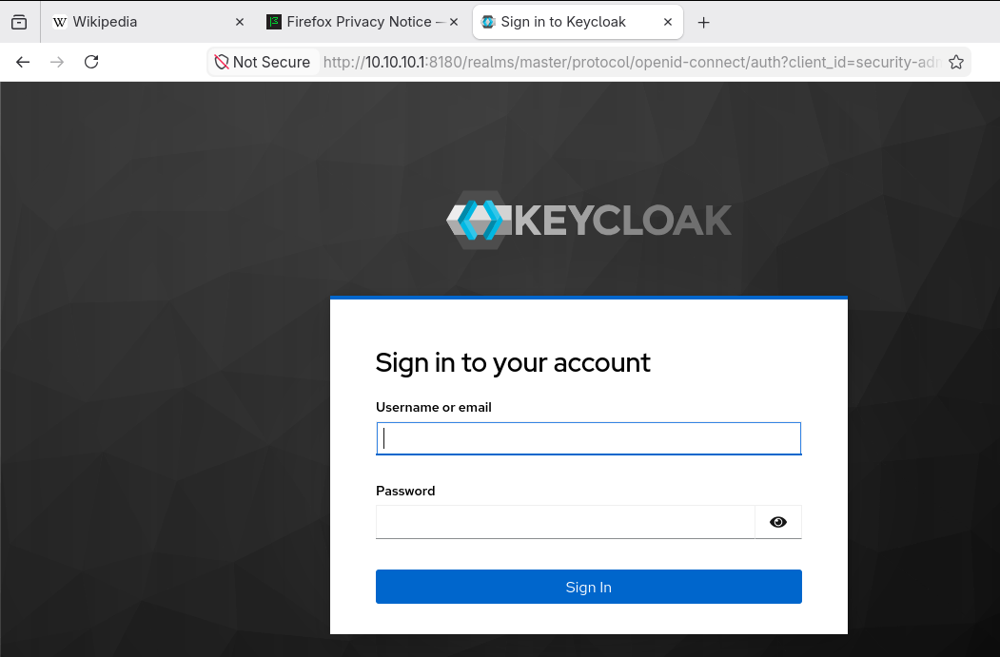 Wikipedia
Firefox Privacy Notice —
Sign in to Keycloak
Not Secure http://10.10.10.1:8180/realms/master/protocol/openid-connect/auth?client_id=security-adn
KEYCLOAK
Sign in to your account
Username or email
Password
Sign In